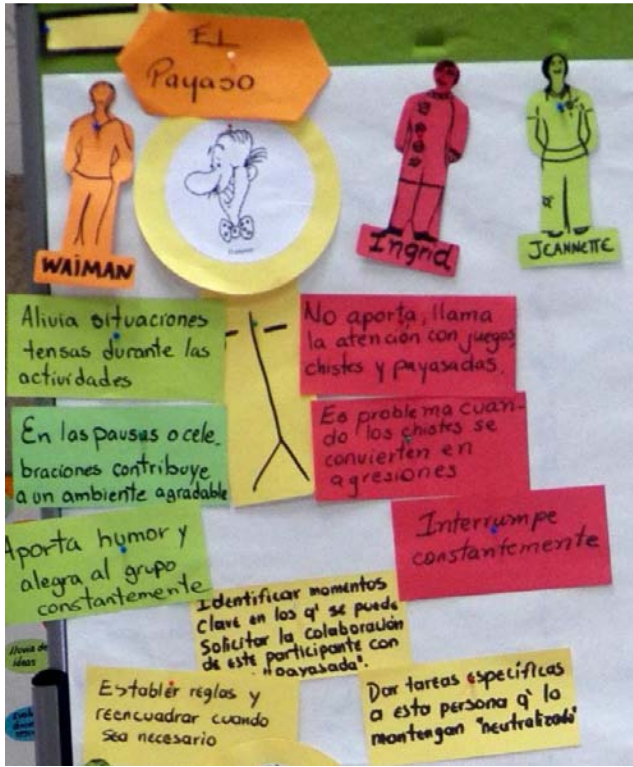 EL
Payaso
WAIMAN
Ingrid
JEANNETTE
Alivia situaciones
tensas durante las
actividades
No aporta, llama
la atención con juegos,
chistes y payasadas.
En las pausas o cele-
braciones contribuye
a un ambiente agradable
Es problema cuan-
do los chistes se
convierten en
agresiones
Aporta humor y
alegra al grupo
constantemente
Interrumpe
constantemente
Identificar momentos
clave en los q' se puede
Solicitar la colaboración
de este participante con
"payasada".
Establer reglas y
reencuadrar cuando
sea necesario
Dar tareas específicas
a esta persona q' lo
mantengan "neutralizado"
lluvia de
ideas